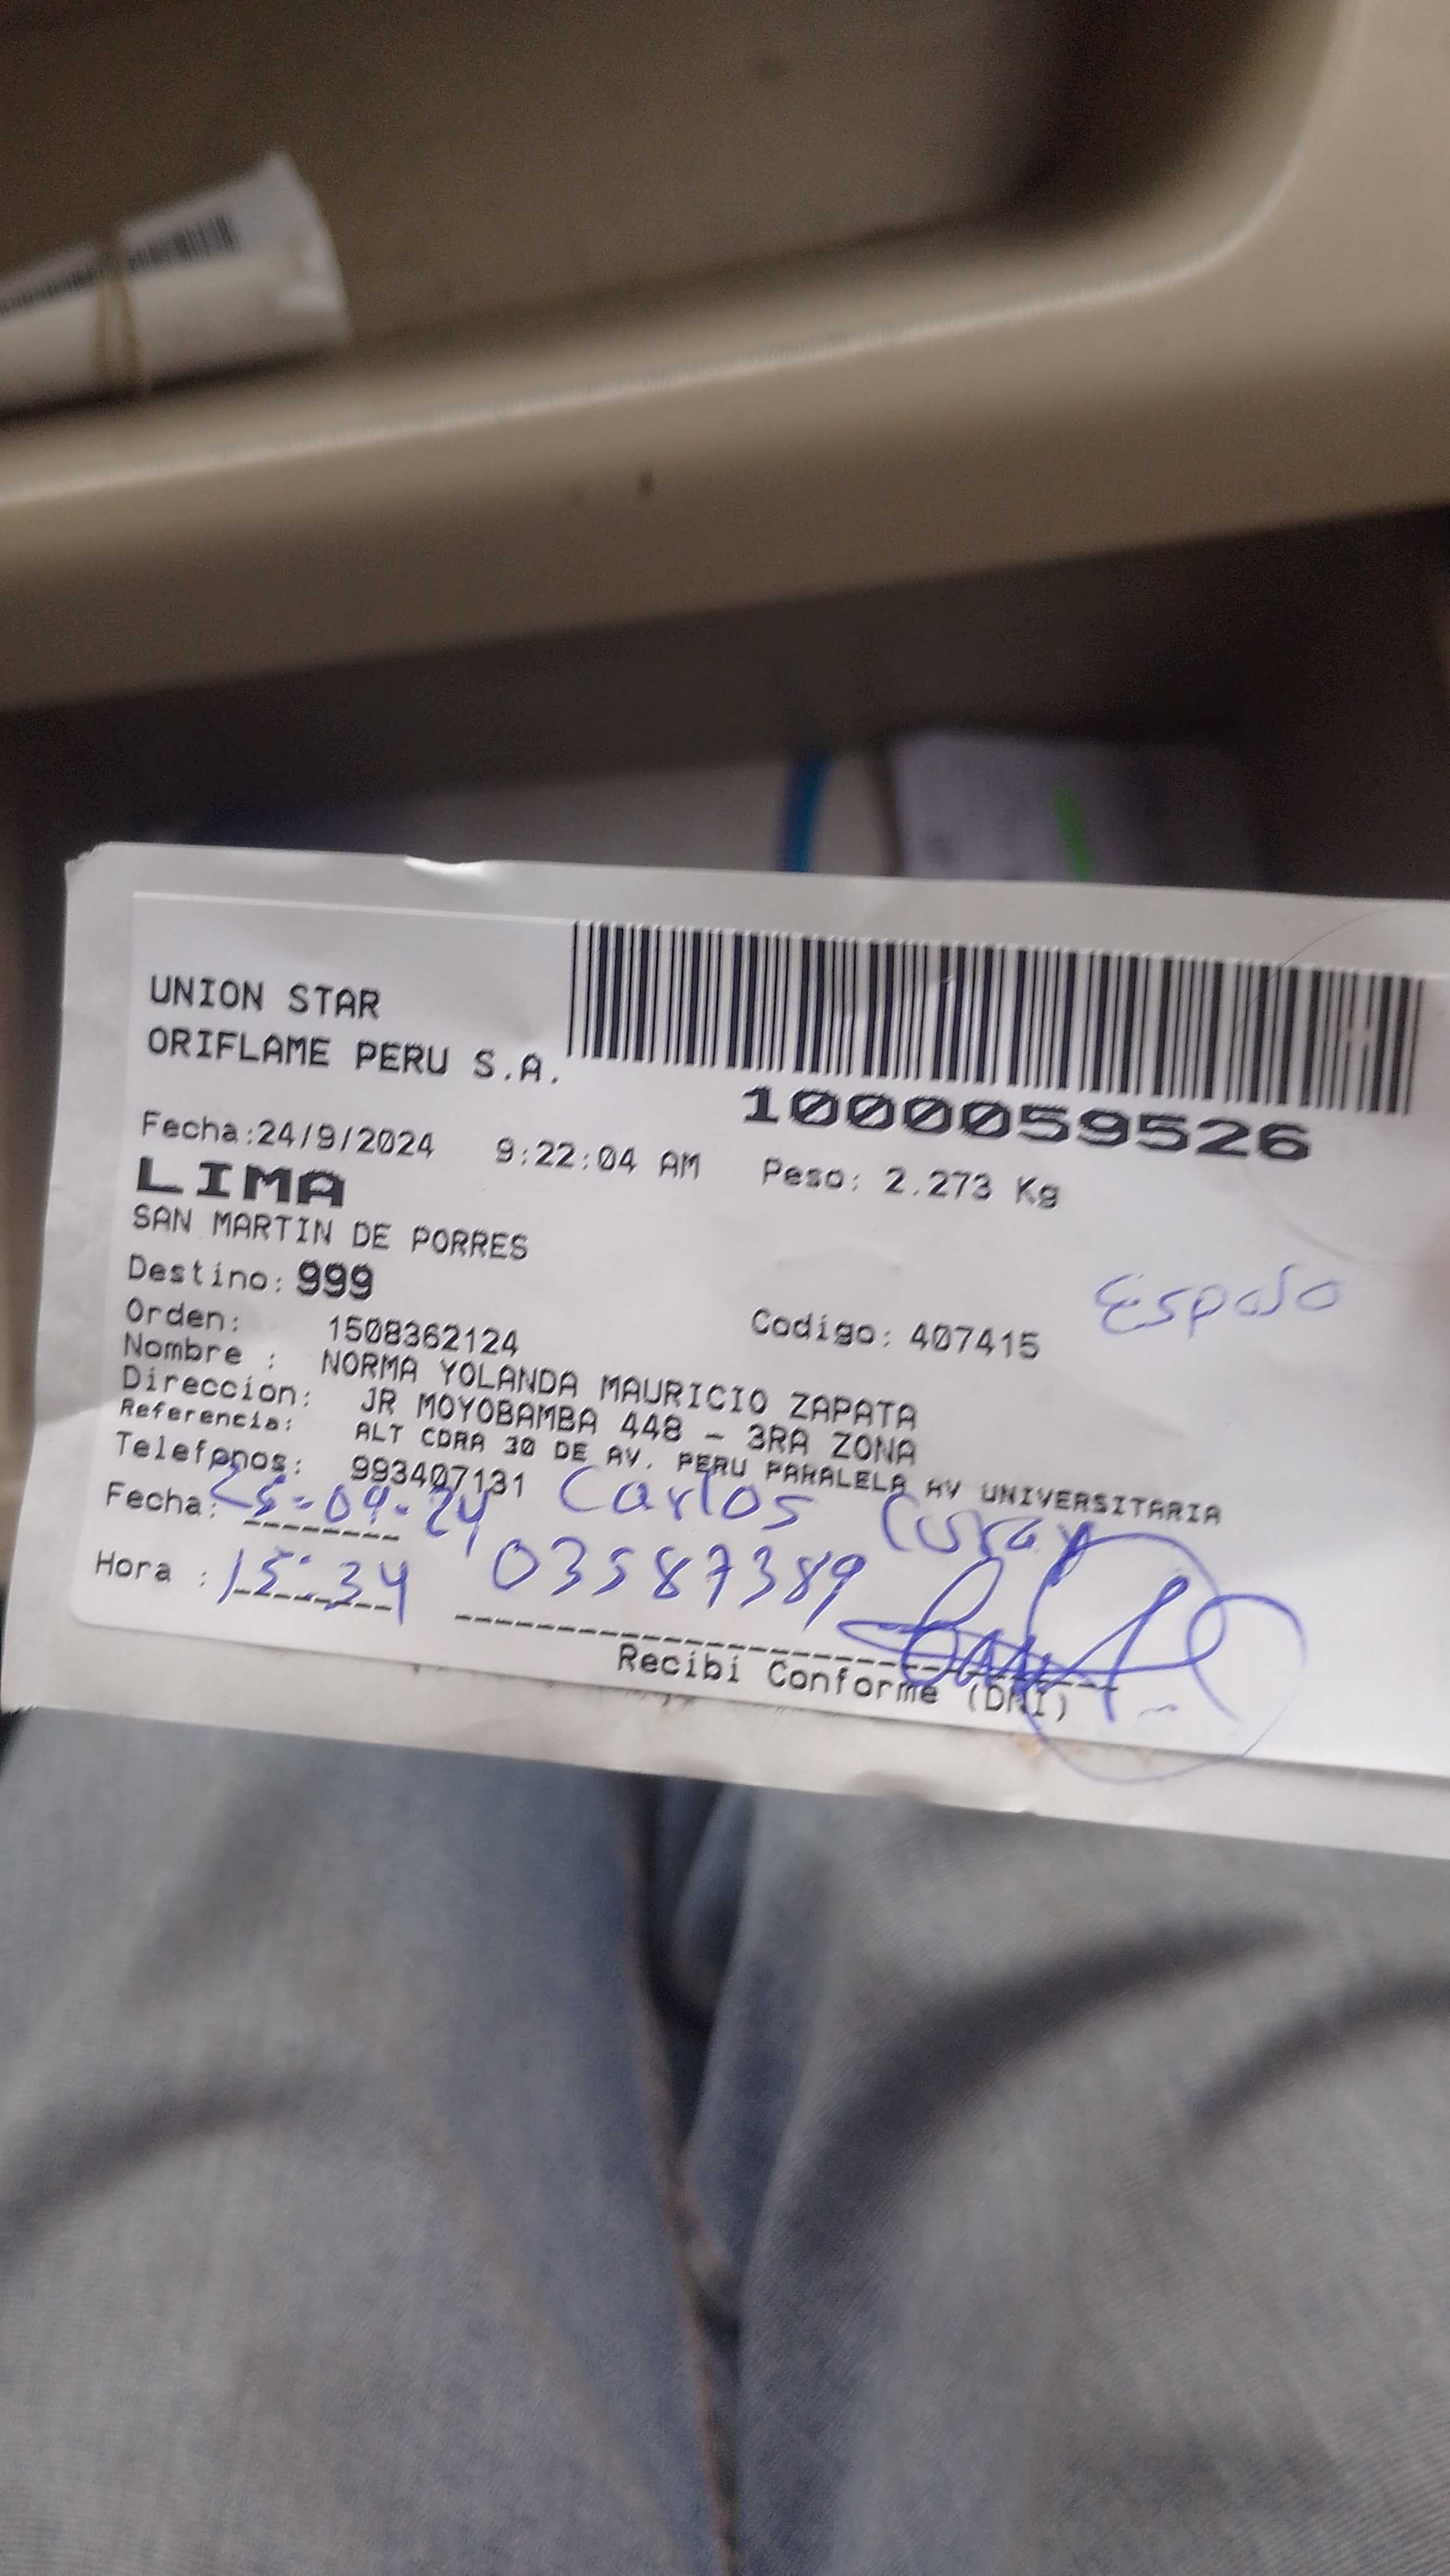 UNION STAR
ORIFLAME PERU S.A.
1000059526
Fecha:24/9/2024 9:22:04 AM Peso: 2.273 Kg
LIMA
SAN MARTIN DE PORRES
Destino: 999
Esposo
Orden: 1508362124 Codigo: 407415
Nombre : NORMA YOLANDA MAURICIO ZAPATA
Direccion: JR MOYOBAMBA 448 - 3RA ZONA
Referencia: ALT CDRA 30 DE AV. PERU PARALELA AV UNIVERSITARIA
Telefonos: 993407131
Fecha: 25-09-24 Carlos
Hora : 15:34 03587389
Recibi Conforme (DNI)